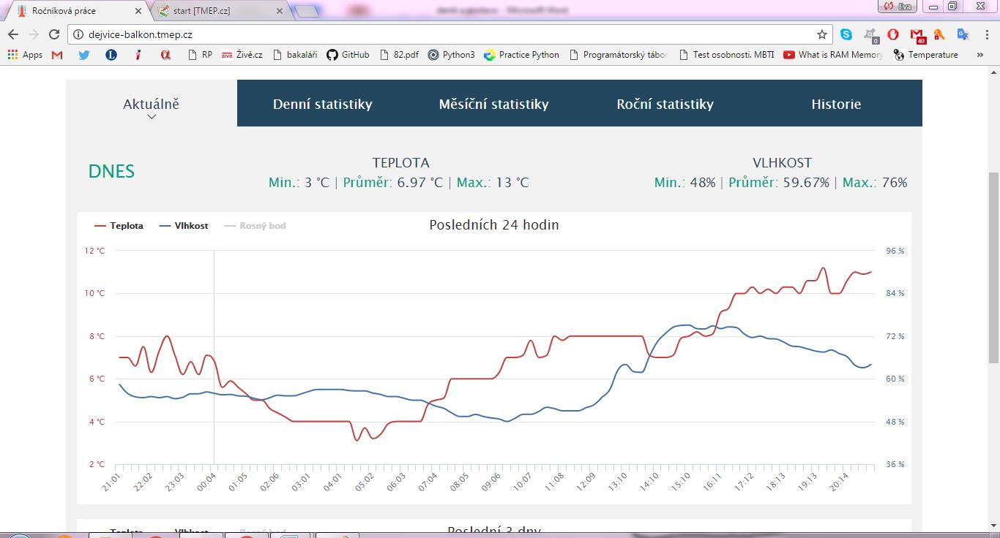 Ročníková práce
start [TMEP.cz]
Eva
dejvice-balkon.tmep.cz
0
40
Apps
RP
Živě.cz
bakaláři
GitHub
82.pdf
Python3
Practice Python
Programátorský tábor
Test osobnosti. MBTI
What is RAM Memory
Temperature
»
Aktuálně
Denní statistiky
Měsíční statistiky
Roční statistiky
Historie
DNES
TEPLOTA
Min.: 3 °C | Průměr: 6.97 °C | Max.: 13 °C
VLHKOST
Min.: 48% | Průměr: 59.67% | Max.: 76%
Teplota
Vlhkost
Rosný bod
Posledních 24 hodin
12 °C
10 °C
8 °C
6 °C
4 °C
2 °C
96 %
84 %
72 %
60 %
48 %
36 %
21:01
22:02
23:03
00:04
01:05
02:06
03:01
04:01
05:02
06:03
07:04
08:05
09:06
10:07
11:08
12:09
13:10
14:10
15:10
16:11
17:12
18:13
19:13
20:14
Teplota
Vlhkost
Rosný bod
Poslední 3 dny